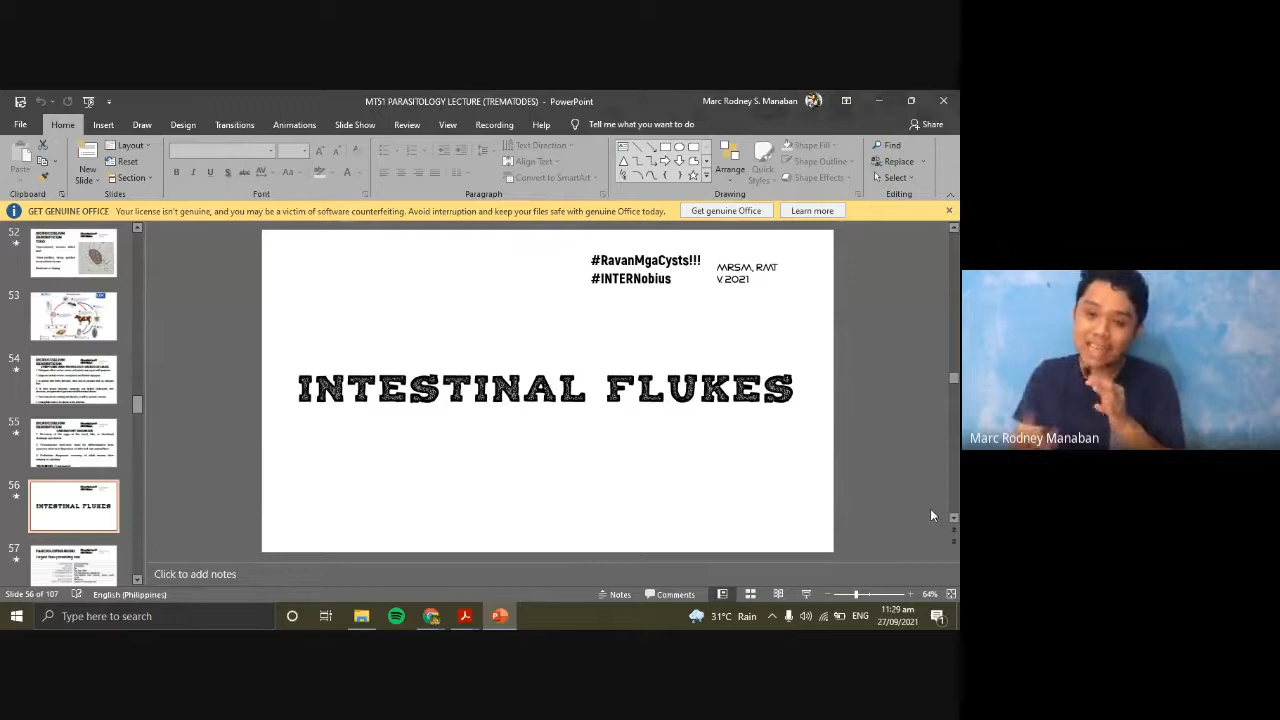 MT51 PARASITOLOGY LECTURE (TREMATODES) - PowerPoint
Marc Rodney S. Manaban
File Home Insert Draw Design Transitions Animations Slide Show Review View Recording Help Tell me what you want to do Share
Paste
New Slide
Layout
Reset
Section
Text Direction
Align Text
Convert to SmartArt
Arrange
Quick Styles
Shape Fill
Shape Outline
Shape Effects
Find
Replace
Select
Clipboard Slides Font Paragraph Drawing Editing
GET GENUINE OFFICE Your license isn't genuine, and you may be a victim of software counterfeiting. Avoid interruption and keep your files safe with genuine Office today. Get genuine Office Learn more
52
53
54
55
56
INTESTINAL FLUKES
57
#RavanMgaCysts!!!
#INTERNobius
MRSM, RMT
V.2021
INTESTINAL FLUKES
Marc Rodney Manaban
Click to add notes
Slide 56 of 107 English (Philippines) Notes Comments 64%
Type here to search
31°C Rain
ENG
11:29 am
27/09/2021
1